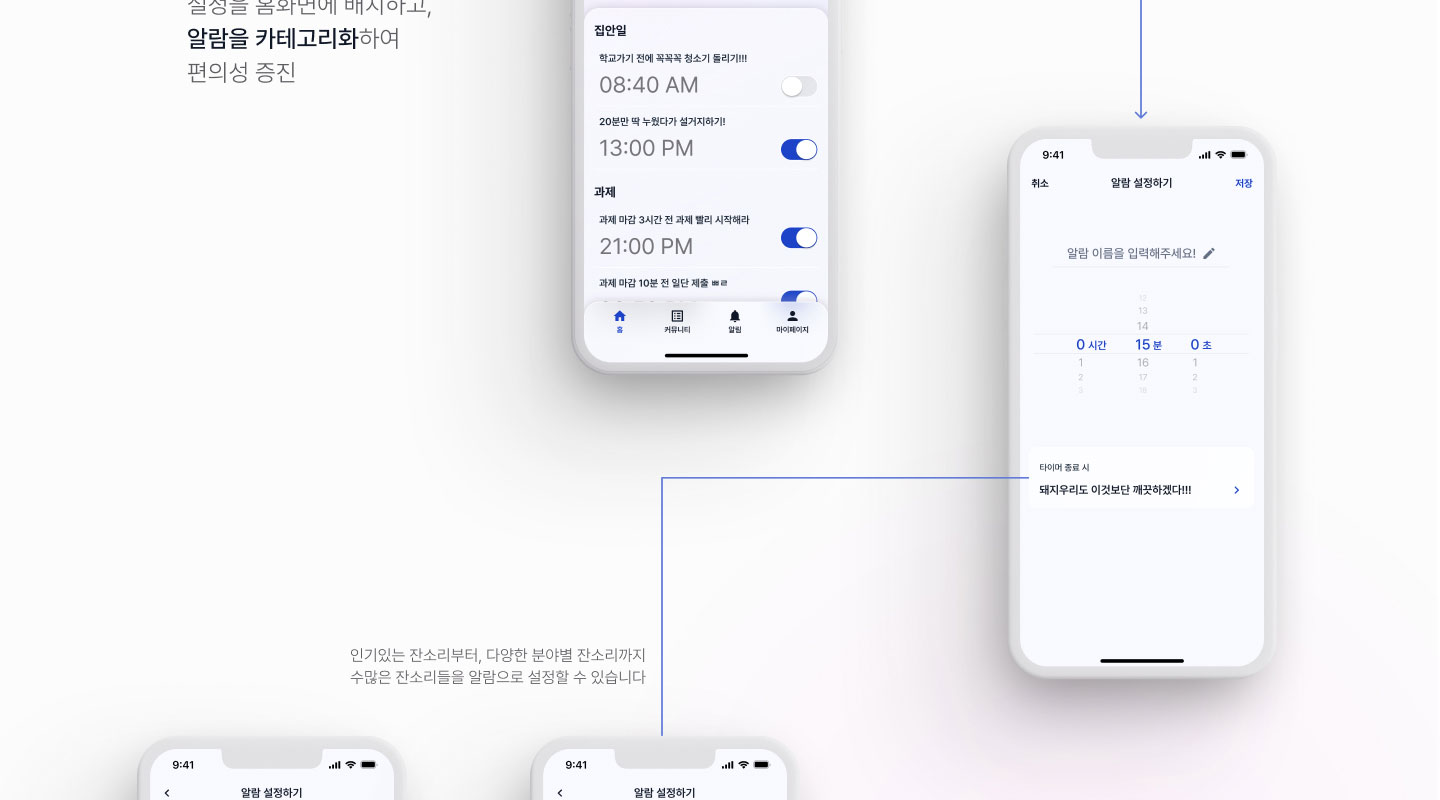 설정을 홈화면에 배치하고,
알람을 카테고리화하여
편의성 증진
집안일
학교가기 전에 꼭꼭꼭 청소기 돌리기!!!
08:40 AM
20분만 딱 누웠다가 설거지하기!
13:00 PM
과제
과제 마감 3시간 전 과제 빨리 시작해라
21:00 PM
과제 마감 10분 전 일단 제출 ㅃㄹ
홈
커뮤니티
알림
마이페이지
9:41
취소
알람 설정하기
저장
알람 이름을 입력해주세요!
12
13
14
0 시간 15 분 0 초
1 16 1
2 17 2
3 18 3
타이머 종료 시
돼지우리도 이것보단 깨끗하겠다!!!
인기있는 잔소리부터, 다양한 분야별 잔소리까지
수많은 잔소리들을 알람으로 설정할 수 있습니다
9:41
알람 설정하기
9:41
알람 설정하기